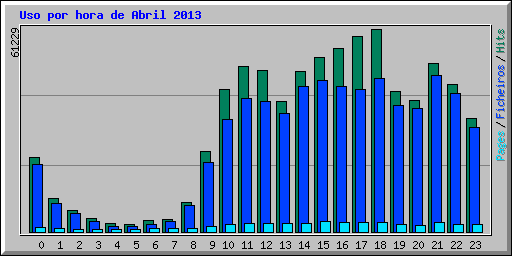 Uso por hora de Abril 2013
61229
Pages / Ficheiros / Hits
0 1 2 3 4 5 6 7 8 9 10 11 12 13 14 15 16 17 18 19 20 21 22 23